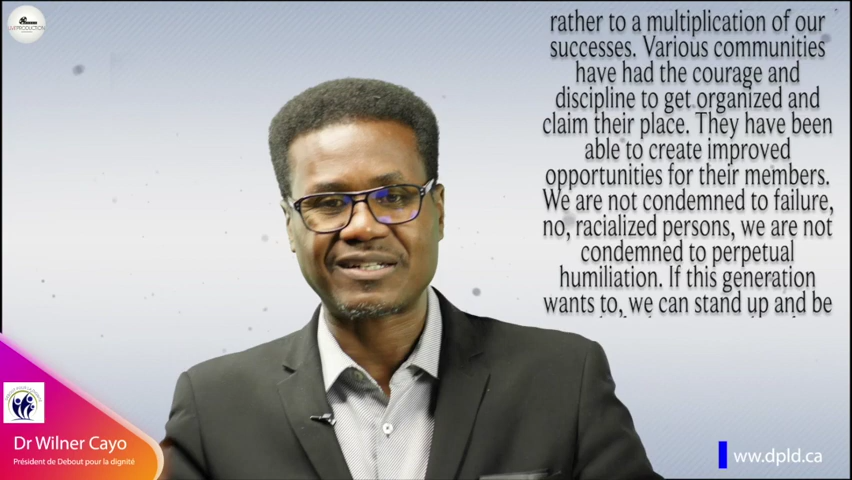 LIVEPRODUCTION
rather to a multiplication of our
successes. Various communities
have had the courage and
discipline to get organized and
claim their place. They have been
able to create improved
opportunities for their members.
We are not condemned to failure,
no, racialized persons, we are not
condemned to perpetual
humiliation. If this generation
wants to, we can stand up and be
Dr Wilner Cayo
Président de Debout pour la dignité
ww.dpld.ca